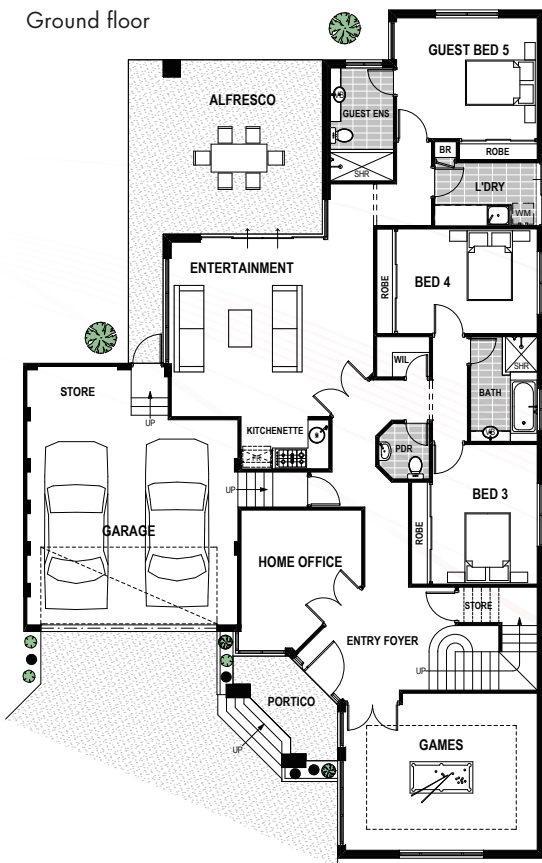 Ground floor
GUEST BED 5
ALFRESCO
VB
GUEST ENS
BR
ROBE
SHR
L'DRY
WM
ENTERTAINMENT
ROBE
BED 4
WIL
SHR
BATH
STORE
UP
KITCHENETTE
VB
PDR
UP
BED 3
ROBE
GARAGE
HOME OFFICE
STORE
ENTRY FOYER
UP
PORTICO
UP
GAMES